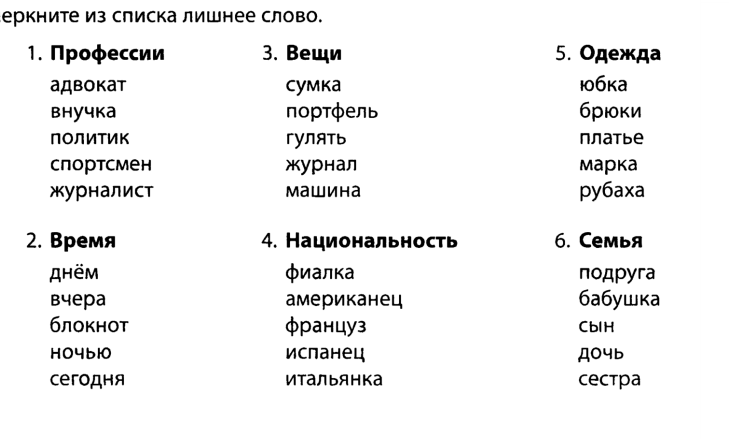 еркните из списка лишнее слово.
1. Профессии
адвокат
внучка
политик
спортсмен
журналист
2. Время
днём
вчера
блокнот
ночью
сегодня
3. Вещи
сумка
портфель
гулять
журнал
машина
4. Национальность
фиалка
американец
француз
испанец
итальянка
5. Одежда
юбка
брюки
платье
марка
рубаха
6. Семья
подруга
бабушка
сын
дочь
сестра